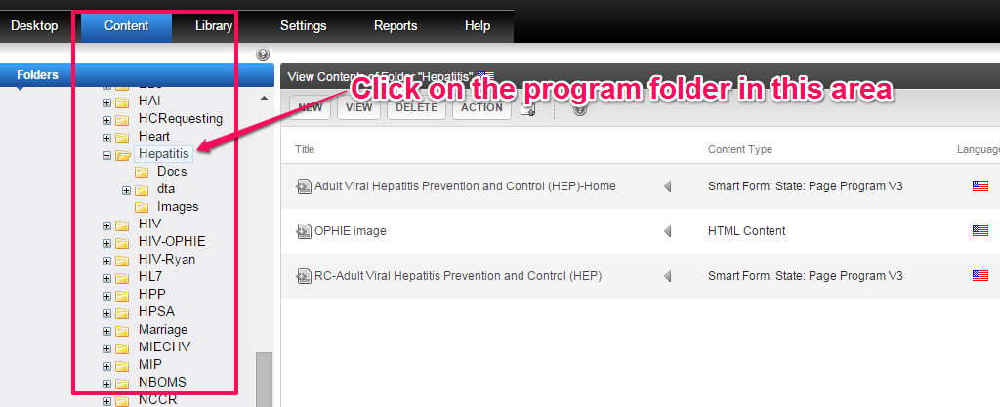 Desktop Content Library Settings Reports Help
Folders
View Contents of Folder "Hepatitis"
Click on the program folder in this area
NEW VIEW DELETE ACTION
HAI
HCRequesting
Heart
Hepatitis
Docs
dta
Images
HIV
HIV-OPHIE
HIV-Ryan
HL7
HPP
HPSA
Marriage
MIECHV
MIP
NBOMS
NCCR
Title Content Type Language
Adult Viral Hepatitis Prevention and Control (HEP)-Home Smart Form: State: Page Program V3
OPHIE image HTML Content
RC-Adult Viral Hepatitis Prevention and Control (HEP) Smart Form: State: Page Program V3